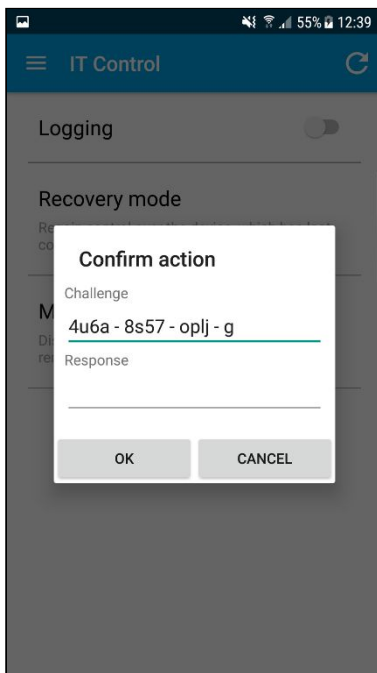 55% 12:39
IT Control
Logging
Recovery mode
Confirm action
Challenge
4u6a - 8s57 - oplj - g
Response
OK
CANCEL